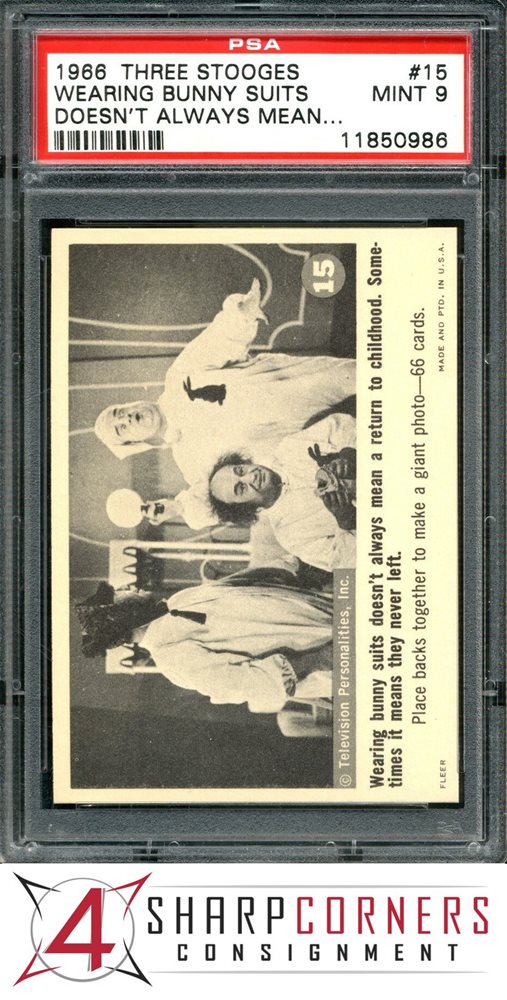 PSA
1966 THREE STOOGES #15
WEARING BUNNY SUITS MINT 9
DOESN'T ALWAYS MEAN...
11850986
15
© Television Personalities, Inc.
Wearing bunny suits doesn't always mean a return to childhood. Some-
times it means they never left.
Place backs together to make a giant photo—66 cards.
FLEER MADE AND PTD. IN U.S.A.
4 SHARPCORNERS
CONSIGNMENT